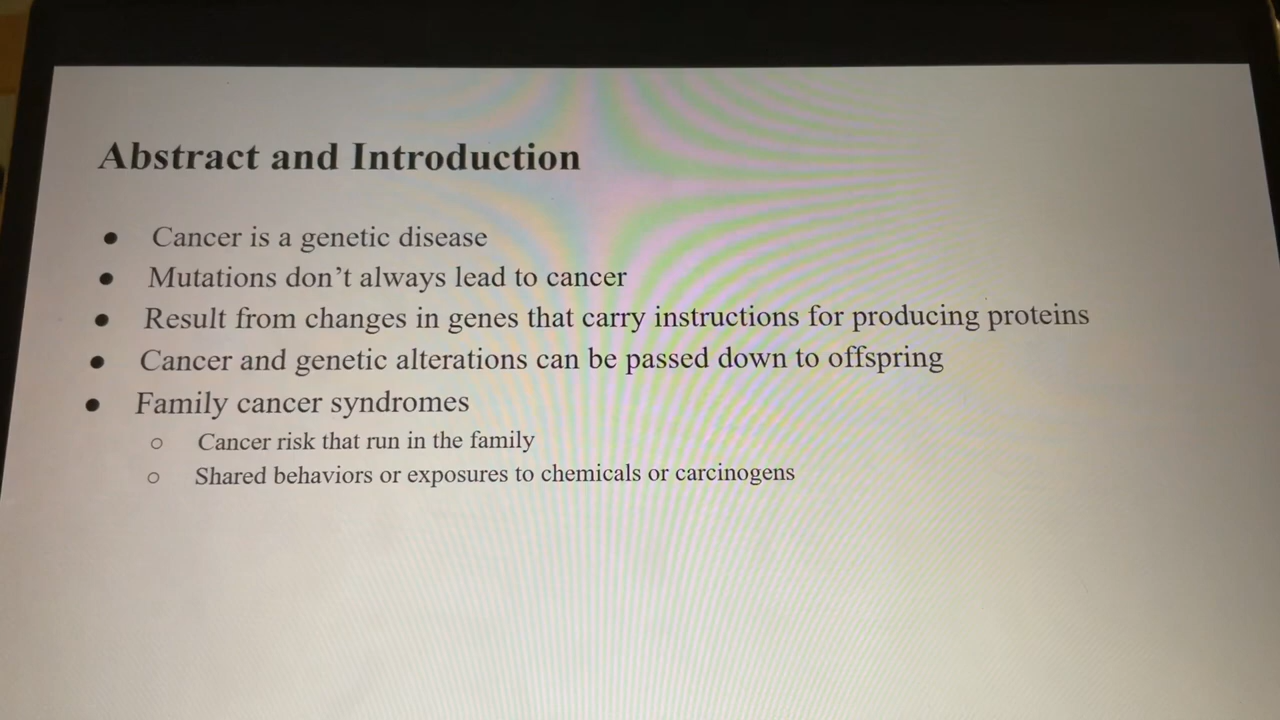 Abstract and Introduction
● Cancer is a genetic disease
● Mutations don’t always lead to cancer
● Result from changes in genes that carry instructions for producing proteins
● Cancer and genetic alterations can be passed down to offspring
● Family cancer syndromes
○ Cancer risk that run in the family
○ Shared behaviors or exposures to chemicals or carcinogens